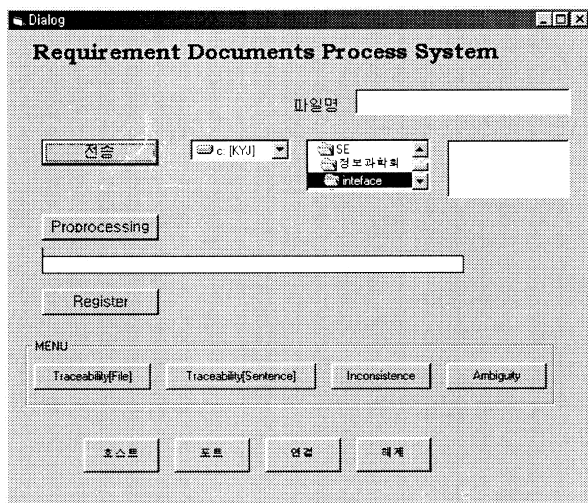 Dialog
Requirement Documents Process System
파일명
전송
c: [KYJ]
SE
정보과학회
inteface
Proprocessing
Register
MENU
Traceability[File] Traceability[Sentence] Inconsistence Ambiguity
호스트 포트 연결 해제